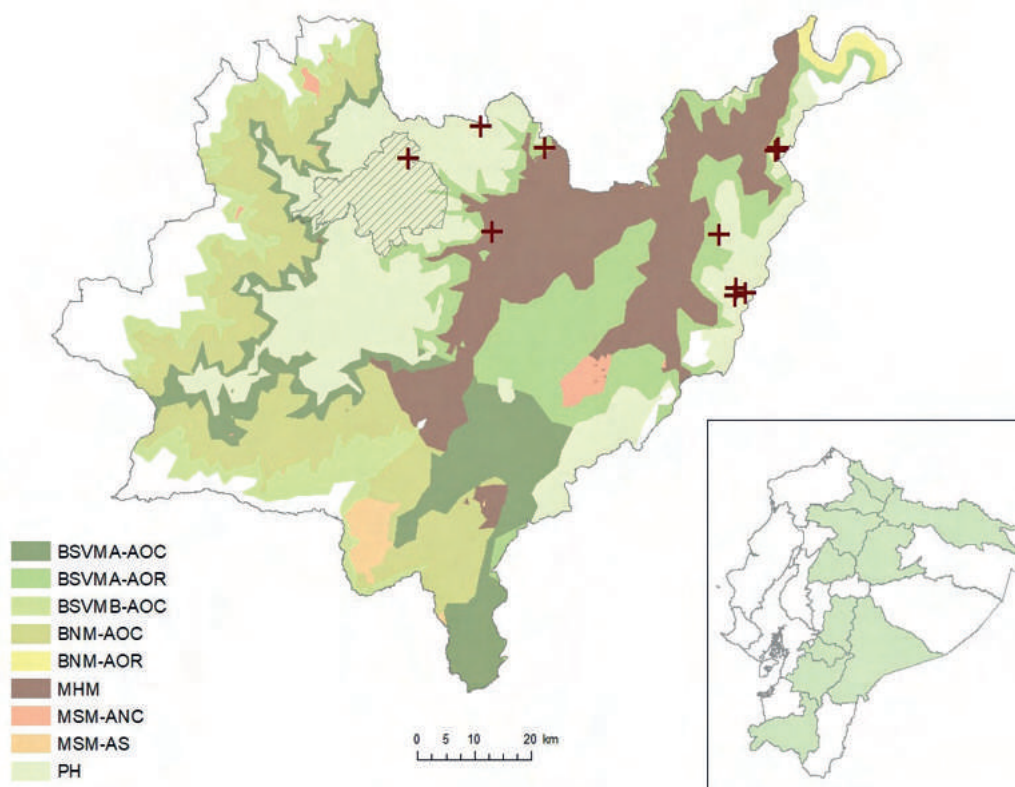 BSVMA-AOC
BSVMA-AOR
BSVMB-AOC
BNM-AOC
BNM-AOR
MHM
MSM-ANC
MSM-AS
PH
0 5 10 20 km